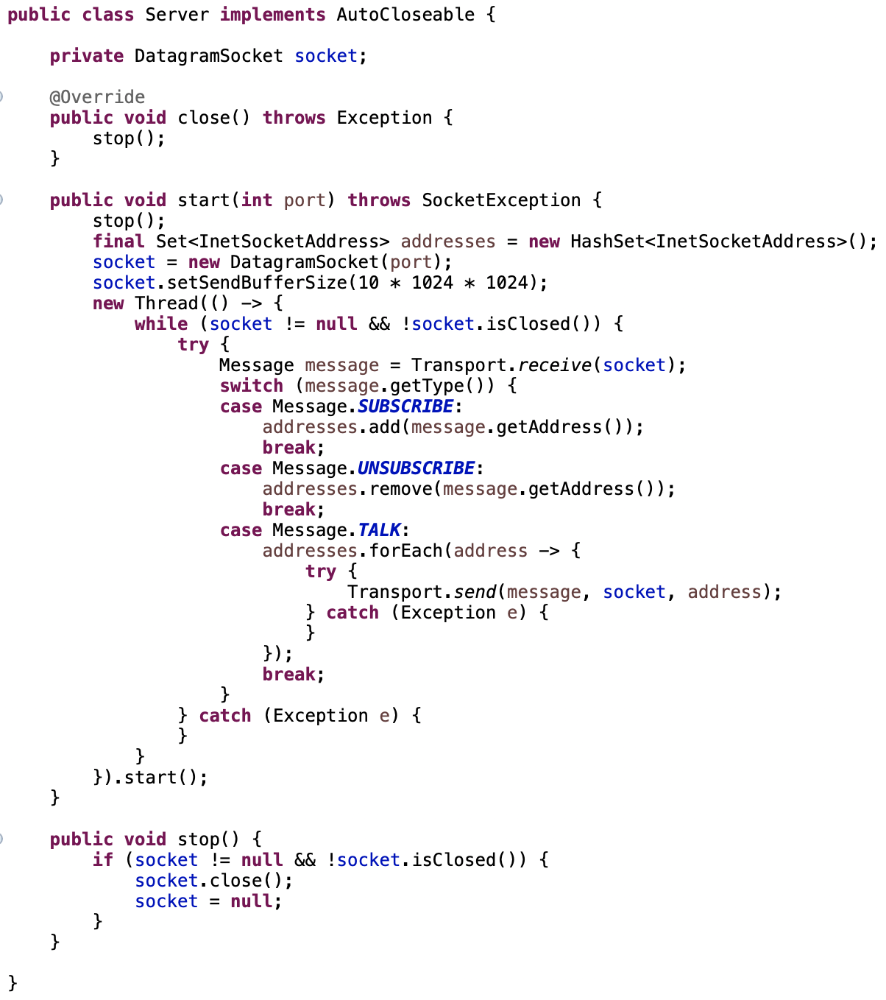 public class Server implements AutoCloseable {
    private DatagramSocket socket;
    @Override
    public void close() throws Exception {
        stop();
    }
    public void start(int port) throws SocketException {
        stop();
        final Set<InetSocketAddress> addresses = new HashSet<InetSocketAddress>();
        socket = new DatagramSocket(port);
        socket.setSendBufferSize(10 * 1024 * 1024);
        new Thread(() -> {
            while (socket != null && !socket.isClosed()) {
                try {
                    Message message = Transport.receive(socket);
                    switch (message.getType()) {
                    case Message.SUBSCRIBE:
                        addresses.add(message.getAddress());
                        break;
                    case Message.UNSUBSCRIBE:
                        addresses.remove(message.getAddress());
                        break;
                    case Message.TALK:
                        addresses.forEach(address -> {
                            try {
                                Transport.send(message, socket, address);
                            } catch (Exception e) {
                            }
                        });
                        break;
                    }
                } catch (Exception e) {
                }
            }
        }).start();
    }
    public void stop() {
        if (socket != null && !socket.isClosed()) {
            socket.close();
            socket = null;
        }
    }
}